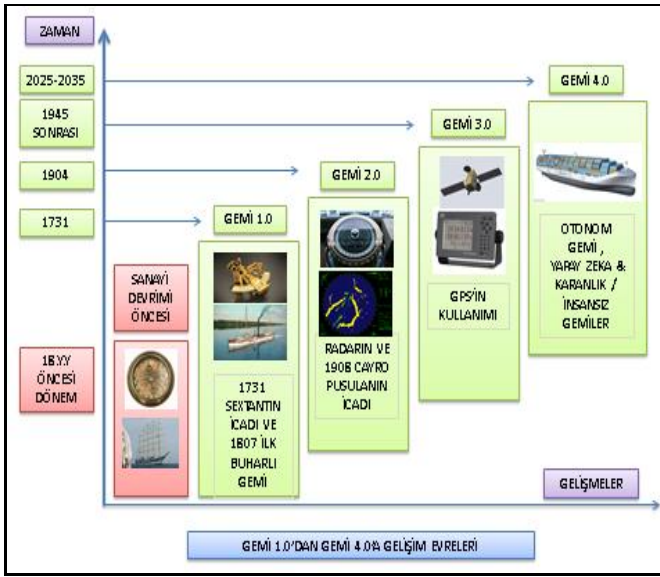 ZAMAN
2025-2035
GEMİ 4.0
1945
SONRASI
GEMİ 3.0
1904
GEMİ 2.0
1731
GEMİ 1.0
SANAYİ
DEVRİMİ
ÖNCESİ
18.YY
ÖNCESİ
DÖNEM
1731
SEXTANTIN
İCADI VE
1807 İLK
BUHARLI
GEMİ
RADARIN VE
1908 CAYRO
PUSULANIN
İCADI
GPS'İN
KULLANIMI
OTONOM
GEMİ ,
YAPAY ZEKA &
KARANLIK /
İNSANSIZ
GEMİLER
GELİŞMELER
GEMİ 1.0'DAN GEMİ 4.0'A GELİŞİM EVRELERİ